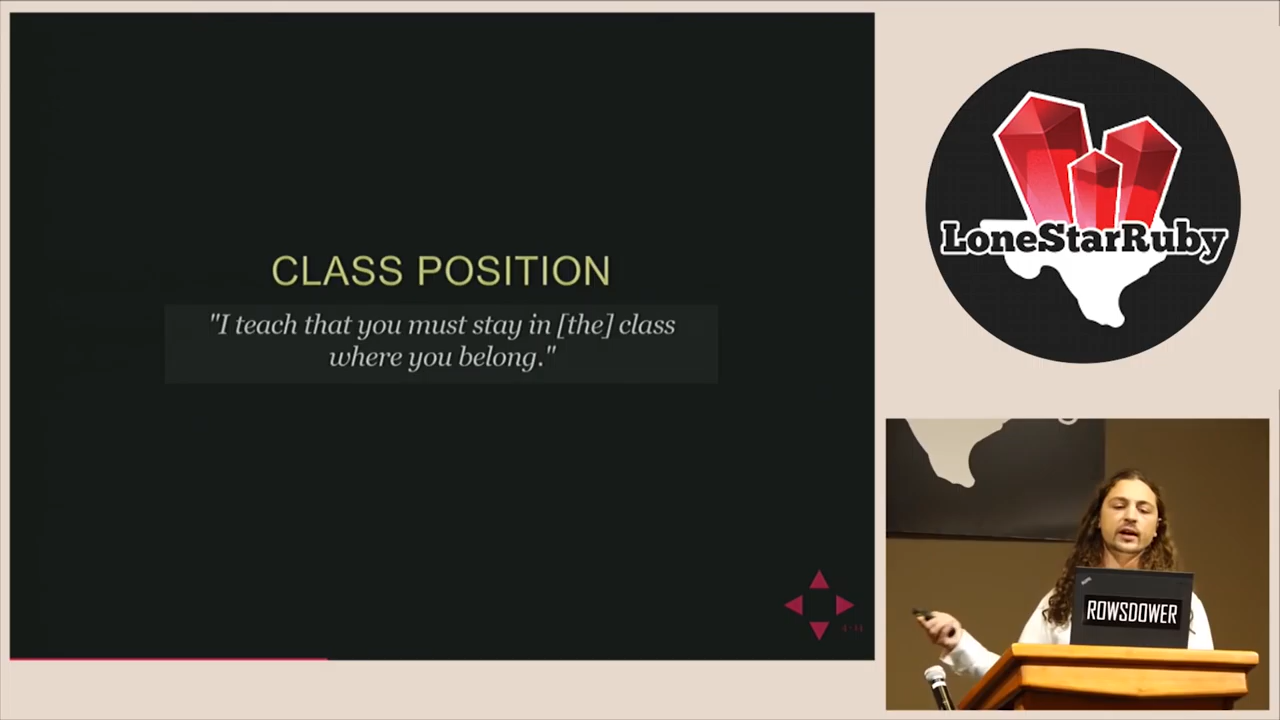 CLASS POSITION
"I teach that you must stay in [the] class
where you belong."
LoneStarRuby
ROWSDOWER